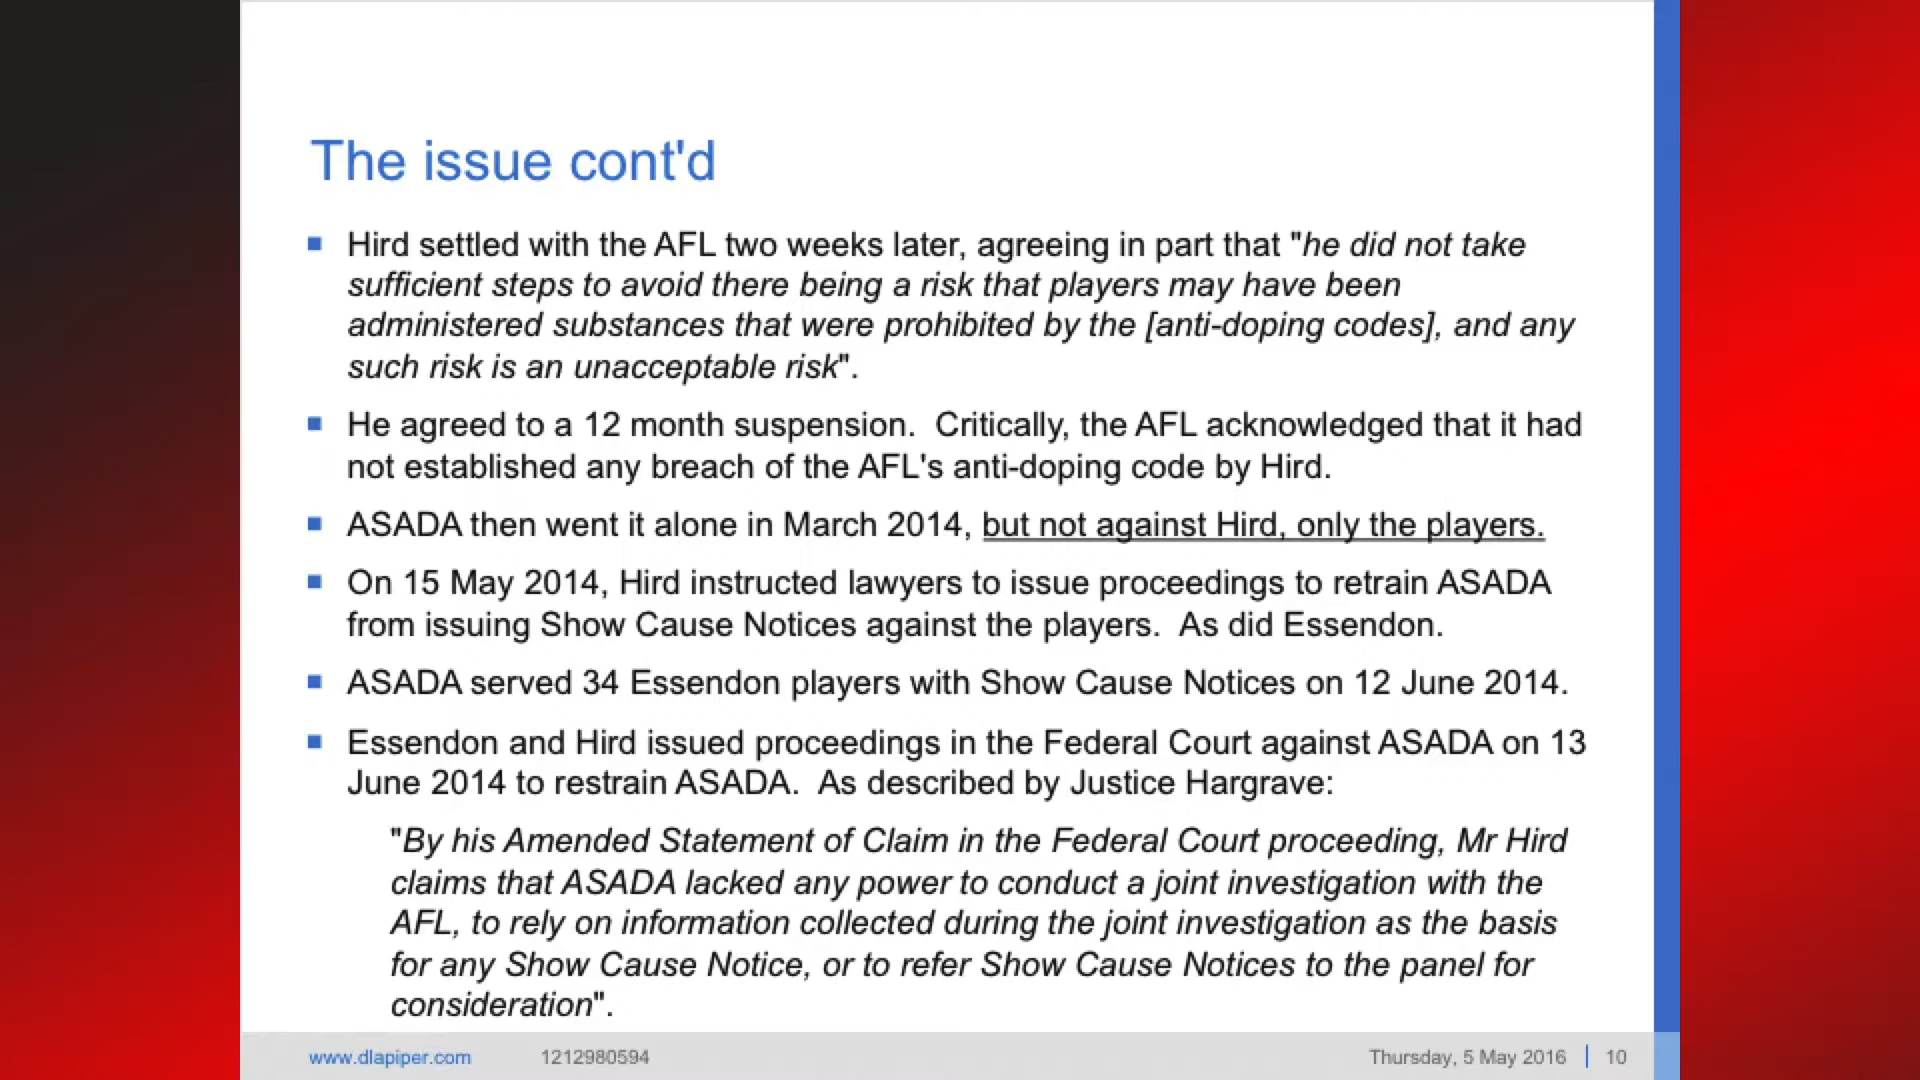 The issue cont'd
Hird settled with the AFL two weeks later, agreeing in part that "he did not take
sufficient steps to avoid there being a risk that players may have been
administered substances that were prohibited by the [anti-doping codes], and any
such risk is an unacceptable risk".
He agreed to a 12 month suspension.  Critically, the AFL acknowledged that it had
not established any breach of the AFL's anti-doping code by Hird.
ASADA then went it alone in March 2014, but not against Hird, only the players.
On 15 May 2014, Hird instructed lawyers to issue proceedings to retrain ASADA
from issuing Show Cause Notices against the players.  As did Essendon.
ASADA served 34 Essendon players with Show Cause Notices on 12 June 2014.
Essendon and Hird issued proceedings in the Federal Court against ASADA on 13
June 2014 to restrain ASADA.  As described by Justice Hargrave:
"By his Amended Statement of Claim in the Federal Court proceeding, Mr Hird
claims that ASADA lacked any power to conduct a joint investigation with the
AFL, to rely on information collected during the joint investigation as the basis
for any Show Cause Notice, or to refer Show Cause Notices to the panel for
consideration".
www.dlapiper.com 1212980594 Thursday, 5 May 2016 10